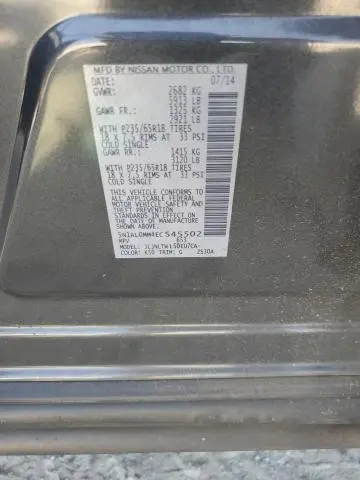 MFD BY NISSAN MOTOR CO., LTD.
DATE: 07/14
GVWR: 2682 KG
5913 LB
GAWR FR. 1325 KG
2921 LB
WITH P235/65R18 TIRES
18 X 7.5 RIMS AT 33 PSI
COLD SINGLE
GAWR RR. 1415 KG
3120 LB
WITH P235/65R18 TIRES
18 X 7.5 RIMS AT 33 PSI
COLD SINGLE
THIS VEHICLE CONFORMS TO
ALL APPLICABLE FEDERAL
MOTOR VEHICLE SAFETY AND
THEFT PREVENTION
STANDARDS IN EFFECT ON THE
DATE OF MANUFACTURE
SHOWN ABOVE.
5N1AL0MM4EC545502
MPV 653
MODEL:
COLOR: K50 TRIM: G 2530A